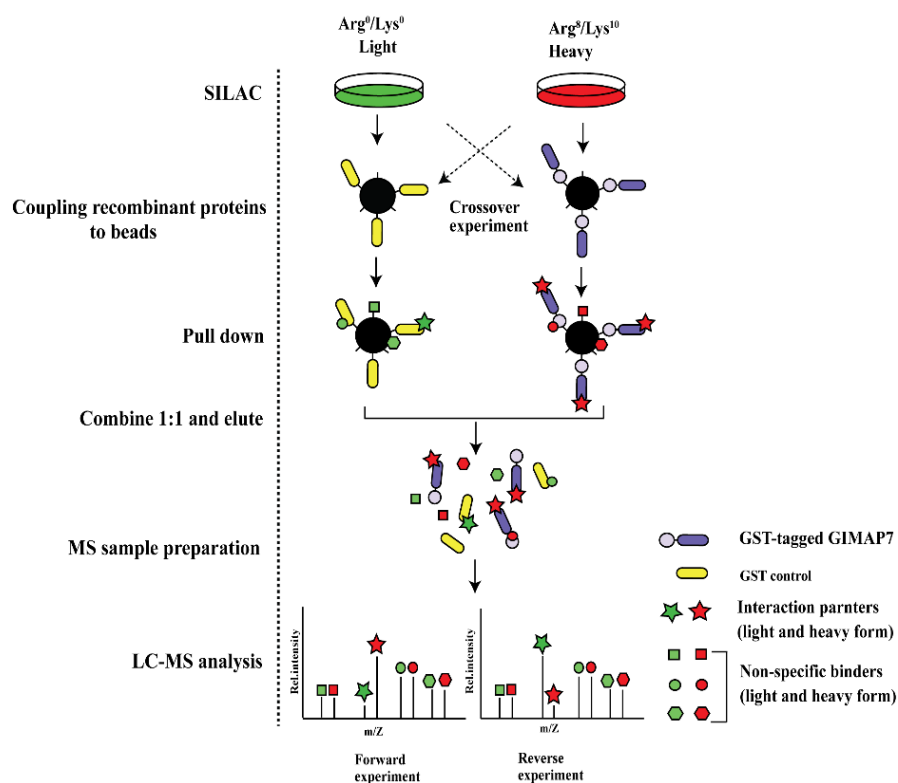 Arg⁰/Lys⁰
Light
Arg⁸/Lys¹⁰
Heavy
SILAC
Coupling recombinant proteins
to beads
Crossover
experiment
Pull down
Combine 1:1 and elute
MS sample preparation
GST-tagged GIMAP7
GST control
Interaction parnters
(light and heavy form)
Non-specific binders
(light and heavy form)
LC-MS analysis
Rel.intensity
m/Z
Forward
experiment
Rel.intensity
m/Z
Reverse
experiment